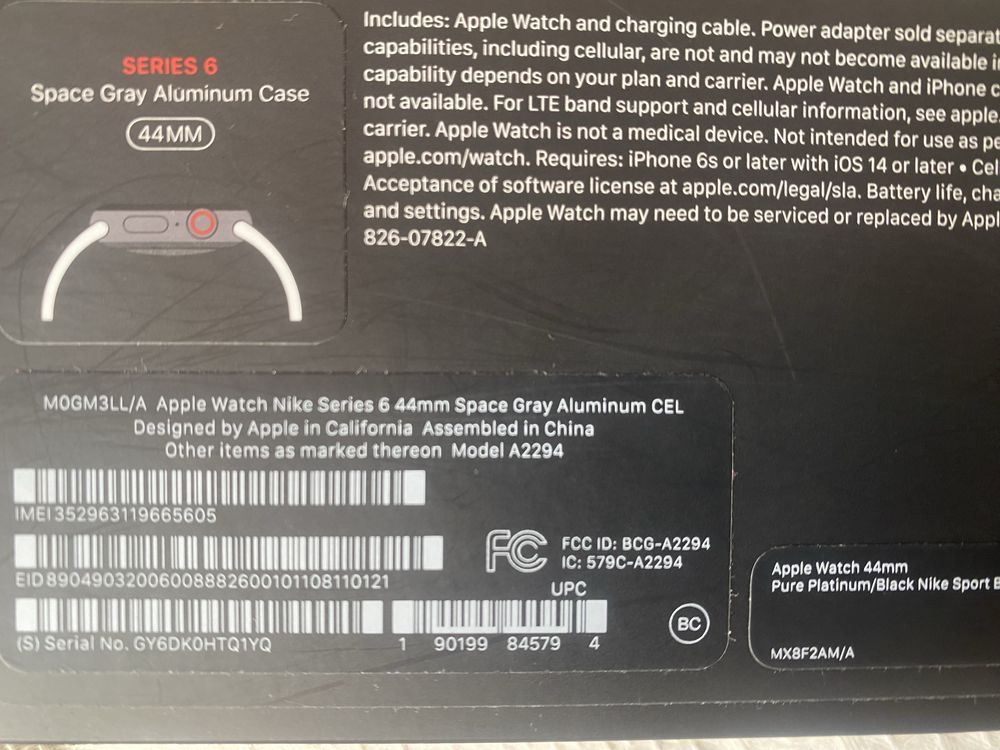 SERIES 6
Space Gray Aluminum Case
44MM
Includes: Apple Watch and charging cable. Power adapter sold separat
capabilities, including cellular, are not and may not become available in
capability depends on your plan and carrier. Apple Watch and iPhone c
not available. For LTE band support and cellular information, see apple.
carrier. Apple Watch is not a medical device. Not intended for use as pe
apple.com/watch. Requires: iPhone 6s or later with iOS 14 or later • Cel
Acceptance of software license at apple.com/legal/sla. Battery life, cha
and settings. Apple Watch may need to be serviced or replaced by Appl
826-07822-A
M0GM3LL/A Apple Watch Nike Series 6 44mm Space Gray Aluminum CEL
Designed by Apple in California Assembled in China
Other items as marked thereon Model A2294
IMEI 352963119665605
EID 89049032006008882600101108110121
FC FCC ID: BCG-A2294
IC: 579C-A2294
UPC
(S) Serial No. GY6DK0HTQ1YQ
1 90199 84579 4
BC
Apple Watch 44mm
Pure Platinum/Black Nike Sport B
MX8F2AM/A